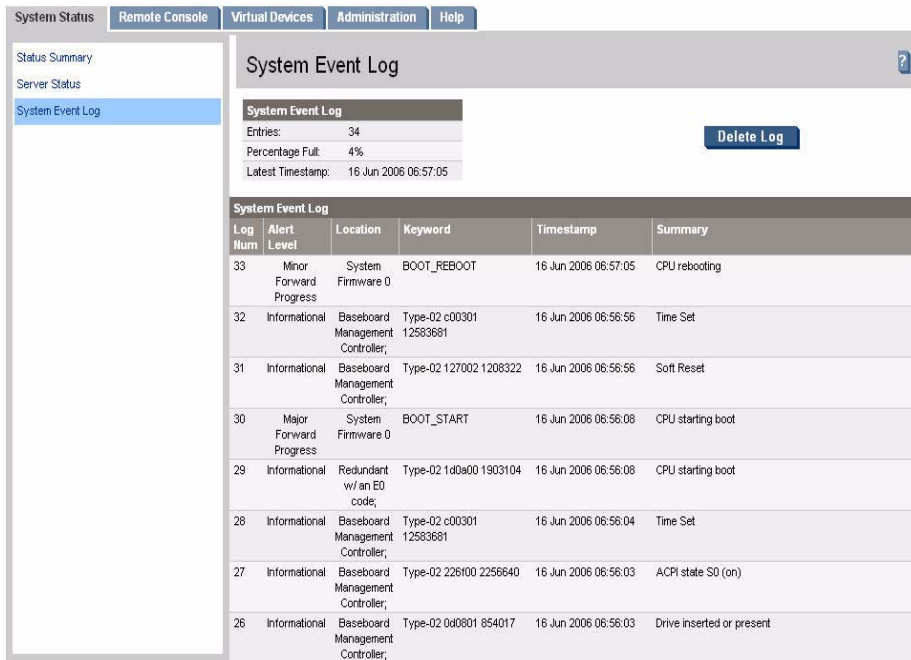 System Status
Remote Console
Virtual Devices
Administration
Help
Status Summary
Server Status
System Event Log
System Event Log
?
System Event Log
Entries: 34
Percentage Full: 4%
Latest Timestamp: 16 Jun 2006 06:57:05
Delete Log
System Event Log
Log Num Alert Level Location Keyword Timestamp Summary
33 Minor Forward Progress System Firmware 0 BOOT_REBOOT 16 Jun 2006 06:57:05 CPU rebooting
32 Informational Baseboard Management Controller; Type-02 c00301 12583681 16 Jun 2006 06:56:56 Time Set
31 Informational Baseboard Management Controller; Type-02 127002 1208322 16 Jun 2006 06:56:56 Soft Reset
30 Major Forward Progress System Firmware 0 BOOT_START 16 Jun 2006 06:56:08 CPU starting boot
29 Informational Redundant w/ an E0 code; Type-02 1d0a00 1903104 16 Jun 2006 06:56:08 CPU starting boot
28 Informational Baseboard Management Controller; Type-02 c00301 12583681 16 Jun 2006 06:56:04 Time Set
27 Informational Baseboard Management Controller; Type-02 226f00 2256640 16 Jun 2006 06:56:03 ACPI state S0 (on)
26 Informational Baseboard Management Controller; Type-02 0d0801 854017 16 Jun 2006 06:56:03 Drive inserted or present